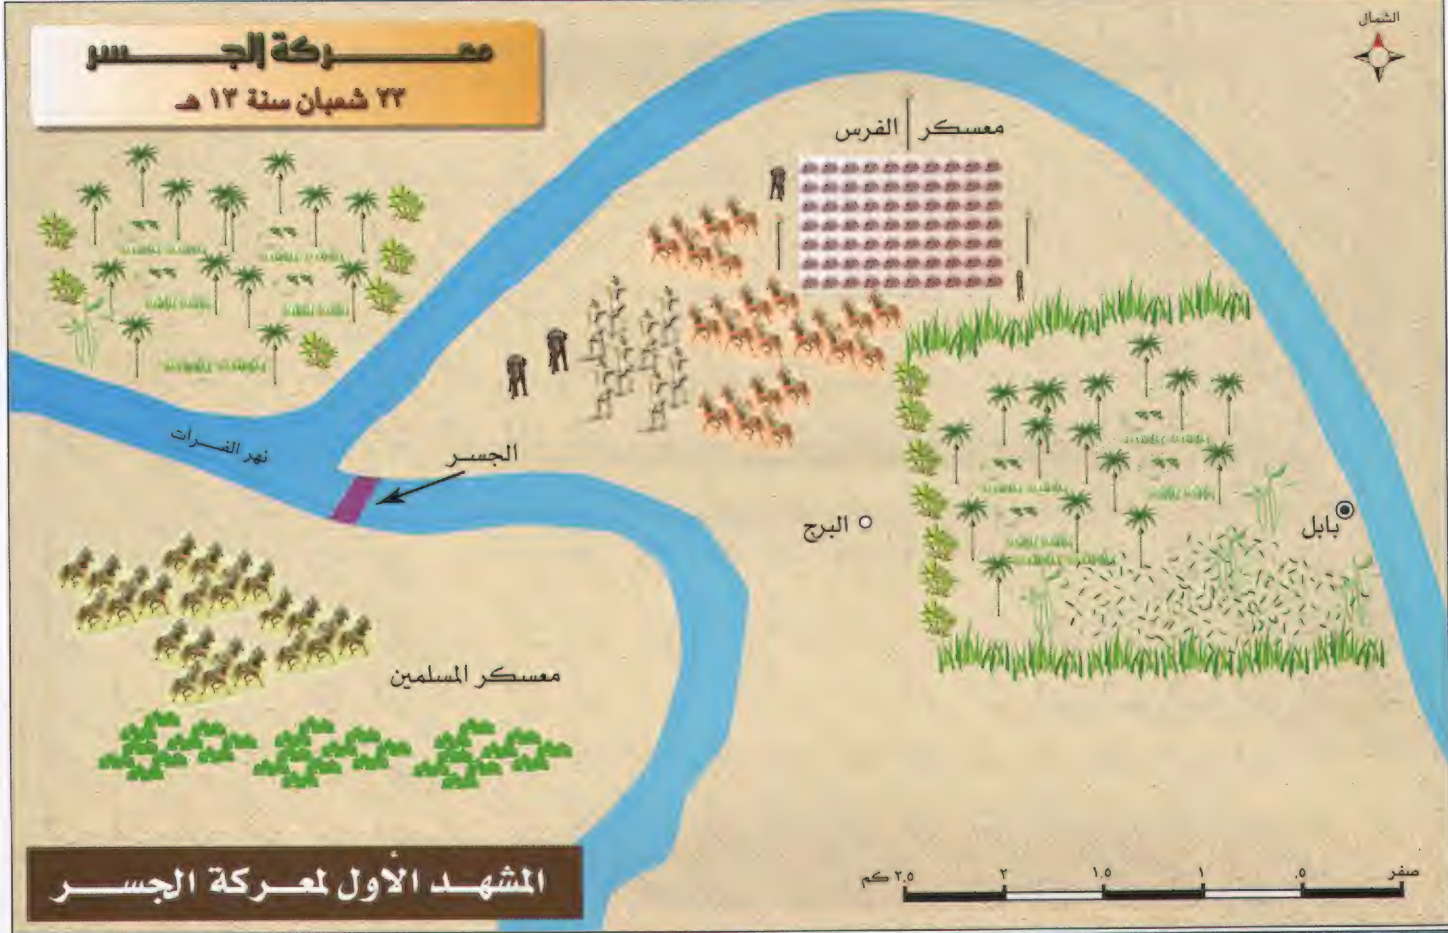 معركة الجسر
٢٣ شعبان سنة ١٣ هـ
الشمال
معسكر الفرس
نهر الفرات
الجسر
البرج
بابل
معسكر المسلمين
المشهد الأول لمعركة الجسر
صفر ٠.٥ ١ ١.٥ ٢ ٢.٥ كم